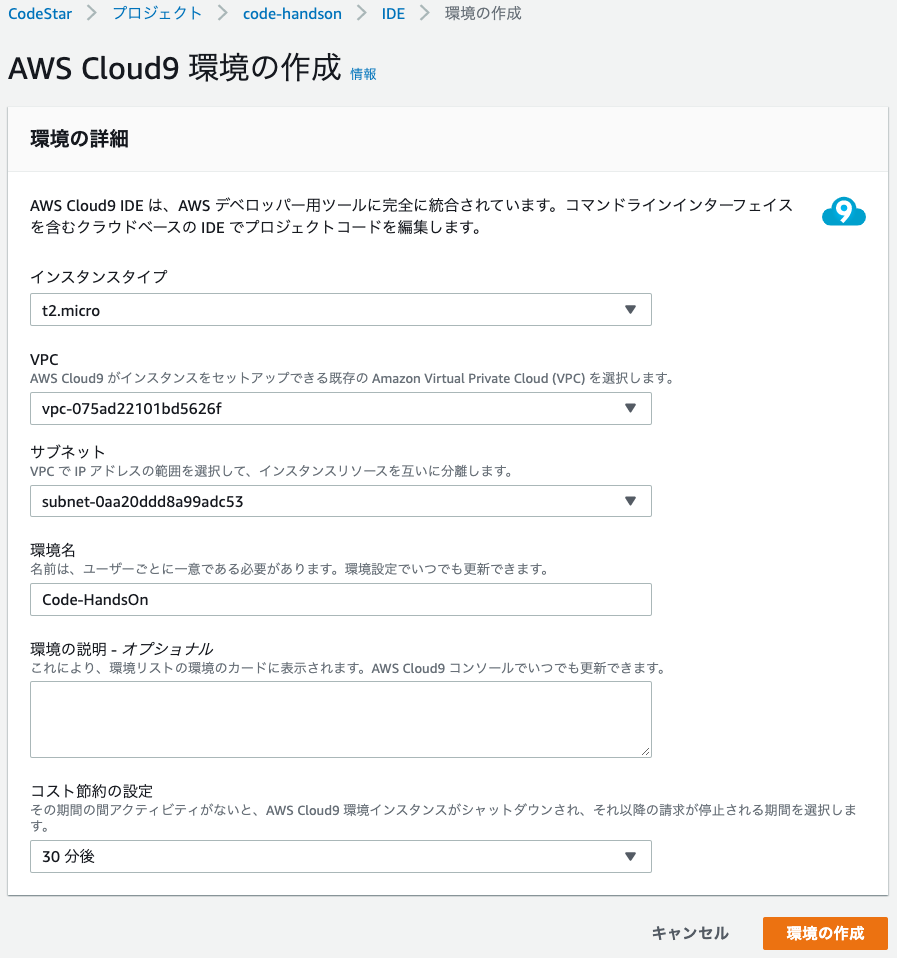 CodeStar > プロジェクト > code-handson > IDE > 環境の作成
AWS Cloud9 環境の作成 情報
環境の詳細
AWS Cloud9 IDE は、AWS デベロッパー用ツールに完全に統合されています。コマンドラインインターフェイス
を含むクラウドベースの IDE でプロジェクトコードを編集します。
9
インスタンスタイプ
t2.micro
VPC
AWS Cloud9 がインスタンスをセットアップできる既存の Amazon Virtual Private Cloud (VPC) を選択します。
vpc-075ad22101bd5626f
サブネット
VPC で IP アドレスの範囲を選択して、インスタンスリソースを互いに分離します。
subnet-0aa20ddd8a99adc53
環境名
名前は、ユーザーごとに一意である必要があります。環境設定でいつでも更新できます。
Code-HandsOn
環境の説明 - オプショナル
これにより、環境リストの環境のカードに表示されます。AWS Cloud9 コンソールでいつでも更新できます。
コスト節約の設定
その期間の間アクティビティがないと、AWS Cloud9 環境インスタンスがシャットダウンされ、それ以降の請求が停止される期間を選択しま
す。
30 分後
キャンセル
環境の作成